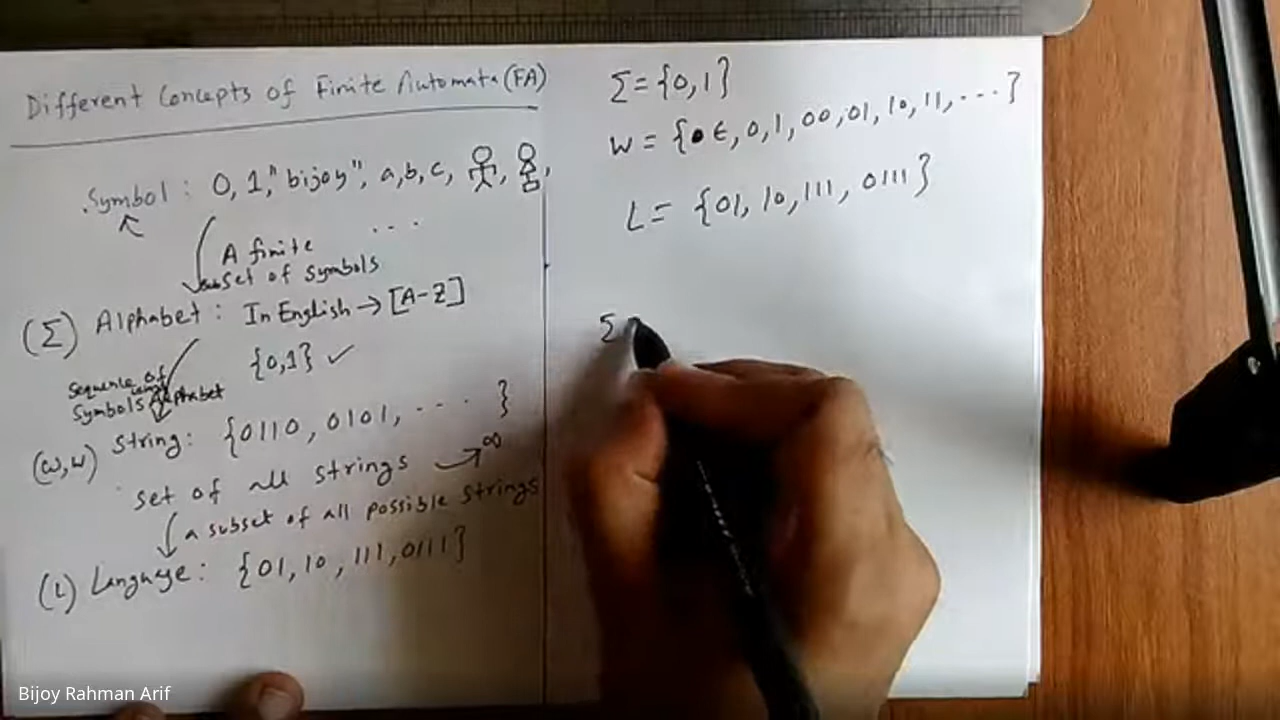 Different Concepts of Finite Automata (FA)
Symbol : 0, 1, "bijoy", a, b, c, , ,
A finite ...
subset of symbols
(Σ) Alphabet : In English → [A-Z]
{0,1} ✓
Sequence of
Symbols Alphabet
(ω,w) String: {0110, 0101, - - - }
set of all strings → ∞
a subset of all possible strings
(L) Language: {01, 10, 111, 0111}
Σ = {0,1}
W = {ϵ, 0, 1, 00, 01, 10, 11, ...}
L = {01, 10, 111, 0111}
Σ
Bijoy Rahman Arif